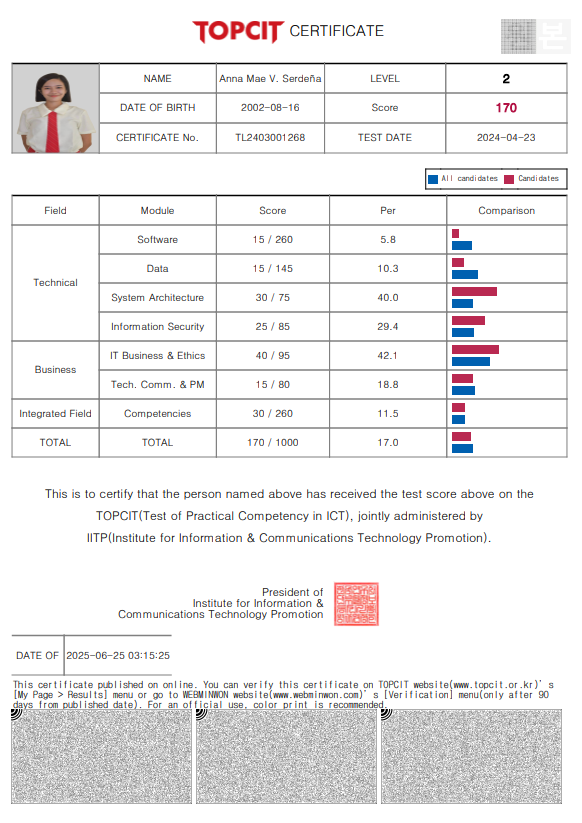 TOPCIT CERTIFICATE
본
NAME Anna Mae V. Serdeña LEVEL 2
DATE OF BIRTH 2002-08-16 Score 170
CERTIFICATE No. TL2403001268 TEST DATE 2024-04-23
All candidates Candidates
Field Module Score Per Comparison
Technical
Software 15 / 260 5.8
Data 15 / 145 10.3
System Architecture 30 / 75 40.0
Information Security 25 / 85 29.4
Business
IT Business & Ethics 40 / 95 42.1
Tech. Comm. & PM 15 / 80 18.8
Integrated Field Competencies 30 / 260 11.5
TOTAL TOTAL 170 / 1000 17.0
This is to certify that the person named above has received the test score above on the
TOPCIT(Test of Practical Competency in ICT), jointly administered by
IITP(Institute for Information & Communications Technology Promotion).
President of
Institute for Information &
Communications Technology Promotion
DATE OF 2025-06-25 03:15:25
This certificate published on online. You can verify this certificate on TOPCIT website(www.topcit.or.kr)'s
[My Page > Results] menu or go to WEBMINWON website(www.webminwon.com)'s [Verification] menu(only after 90
days from published date). For an official use, color print is recommended.